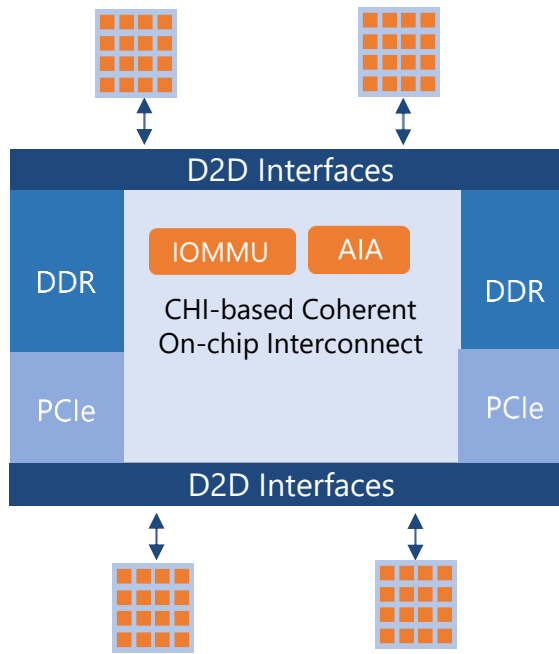 D2D Interfaces
IOMMU
AIA
DDR
DDR
CHI-based Coherent
On-chip Interconnect
PCIe
PCIe
D2D Interfaces